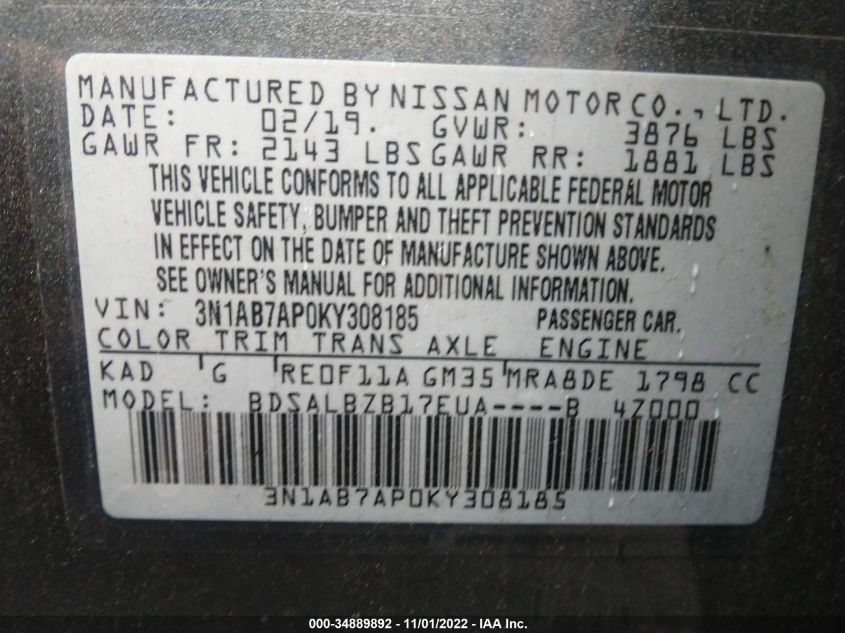 MANUFACTURED BY NISSAN MOTOR CO., LTD.
DATE: 02/19. GVWR: 3876 LBS
GAWR FR: 2143 LBS GAWR RR: 1881 LBS
THIS VEHICLE CONFORMS TO ALL APPLICABLE FEDERAL MOTOR
VEHICLE SAFETY, BUMPER AND THEFT PREVENTION STANDARDS
IN EFFECT ON THE DATE OF MANUFACTURE SHOWN ABOVE.
SEE OWNER'S MANUAL FOR ADDITIONAL INFORMATION.
VIN: 3N1AB7AP0KY308185 PASSENGER CAR.
COLOR TRIM TRANS AXLE ENGINE
KAD G RE0F11A GM35 MRA8DE 1798 CC
MODEL: BDSALBZB17EUA----B 4Z000
3N1AB7AP0KY308185
000-34889892 - 11/01/2022 - IAA Inc.